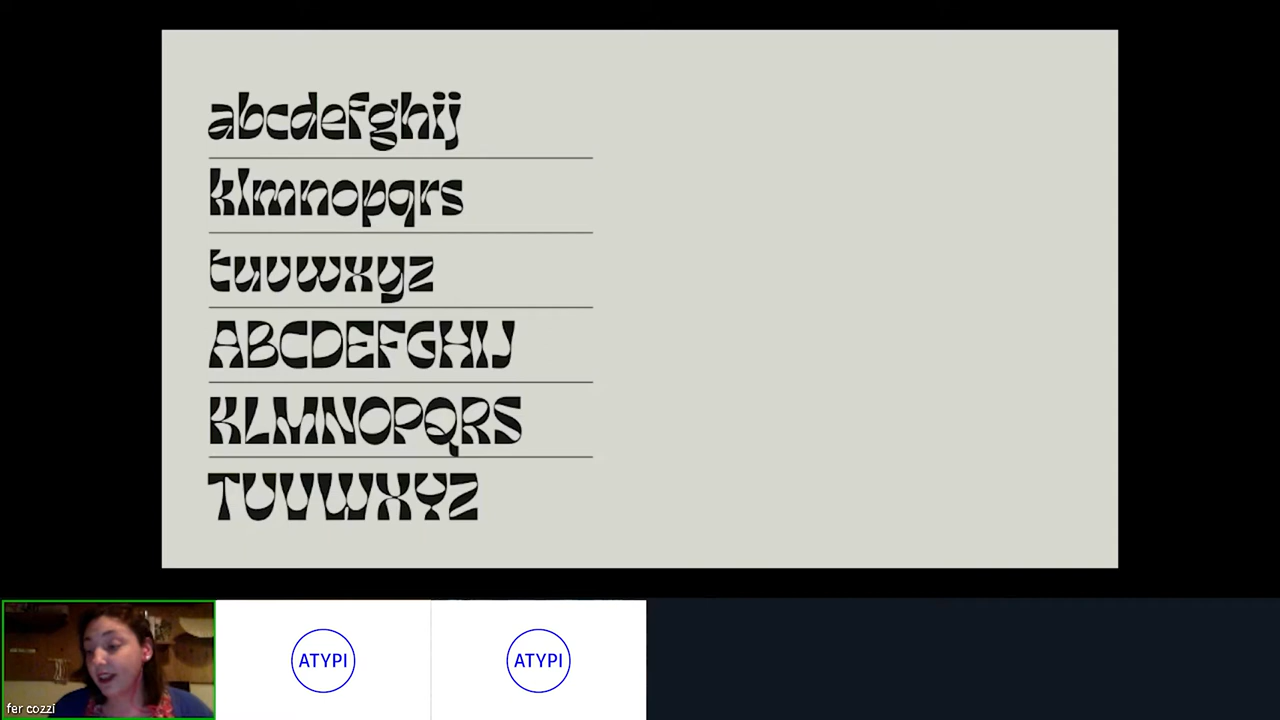 abcdefghij
klmnopqrs
tuvwxyz
ABCDEFGHIJ
KLMNOPQRS
TUVWXYZ
fer cozzi
ATYPI
ATYPI